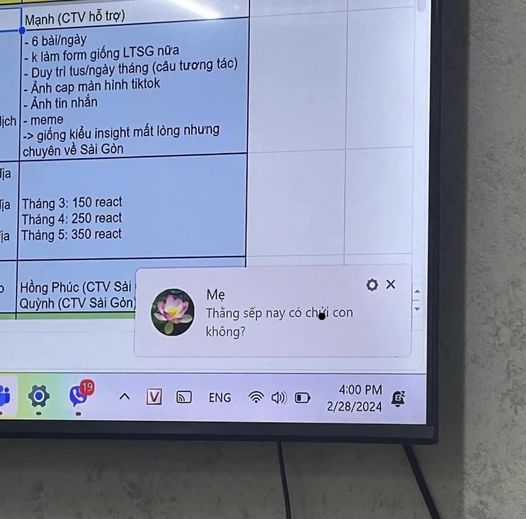 Mạnh (CTV hỗ trợ)
- 6 bài/ngày
- k làm form giống LTSG nữa
- Duy trì tus/ngày tháng (câu tương tác)
- Ảnh cap màn hình tiktok
- Ảnh tin nhắn
lịch
- meme
-> giống kiểu insight mất lòng nhưng
chuyên về Sài Gòn
Tháng 3: 150 react
Tháng 4: 250 react
Tháng 5: 350 react
Hồng Phúc (CTV Sài
Quỳnh (CTV Sài Gòn)
Mẹ
Thằng sếp nay có chửi con
không?
19
V
ENG
4:00 PM
2/28/2024